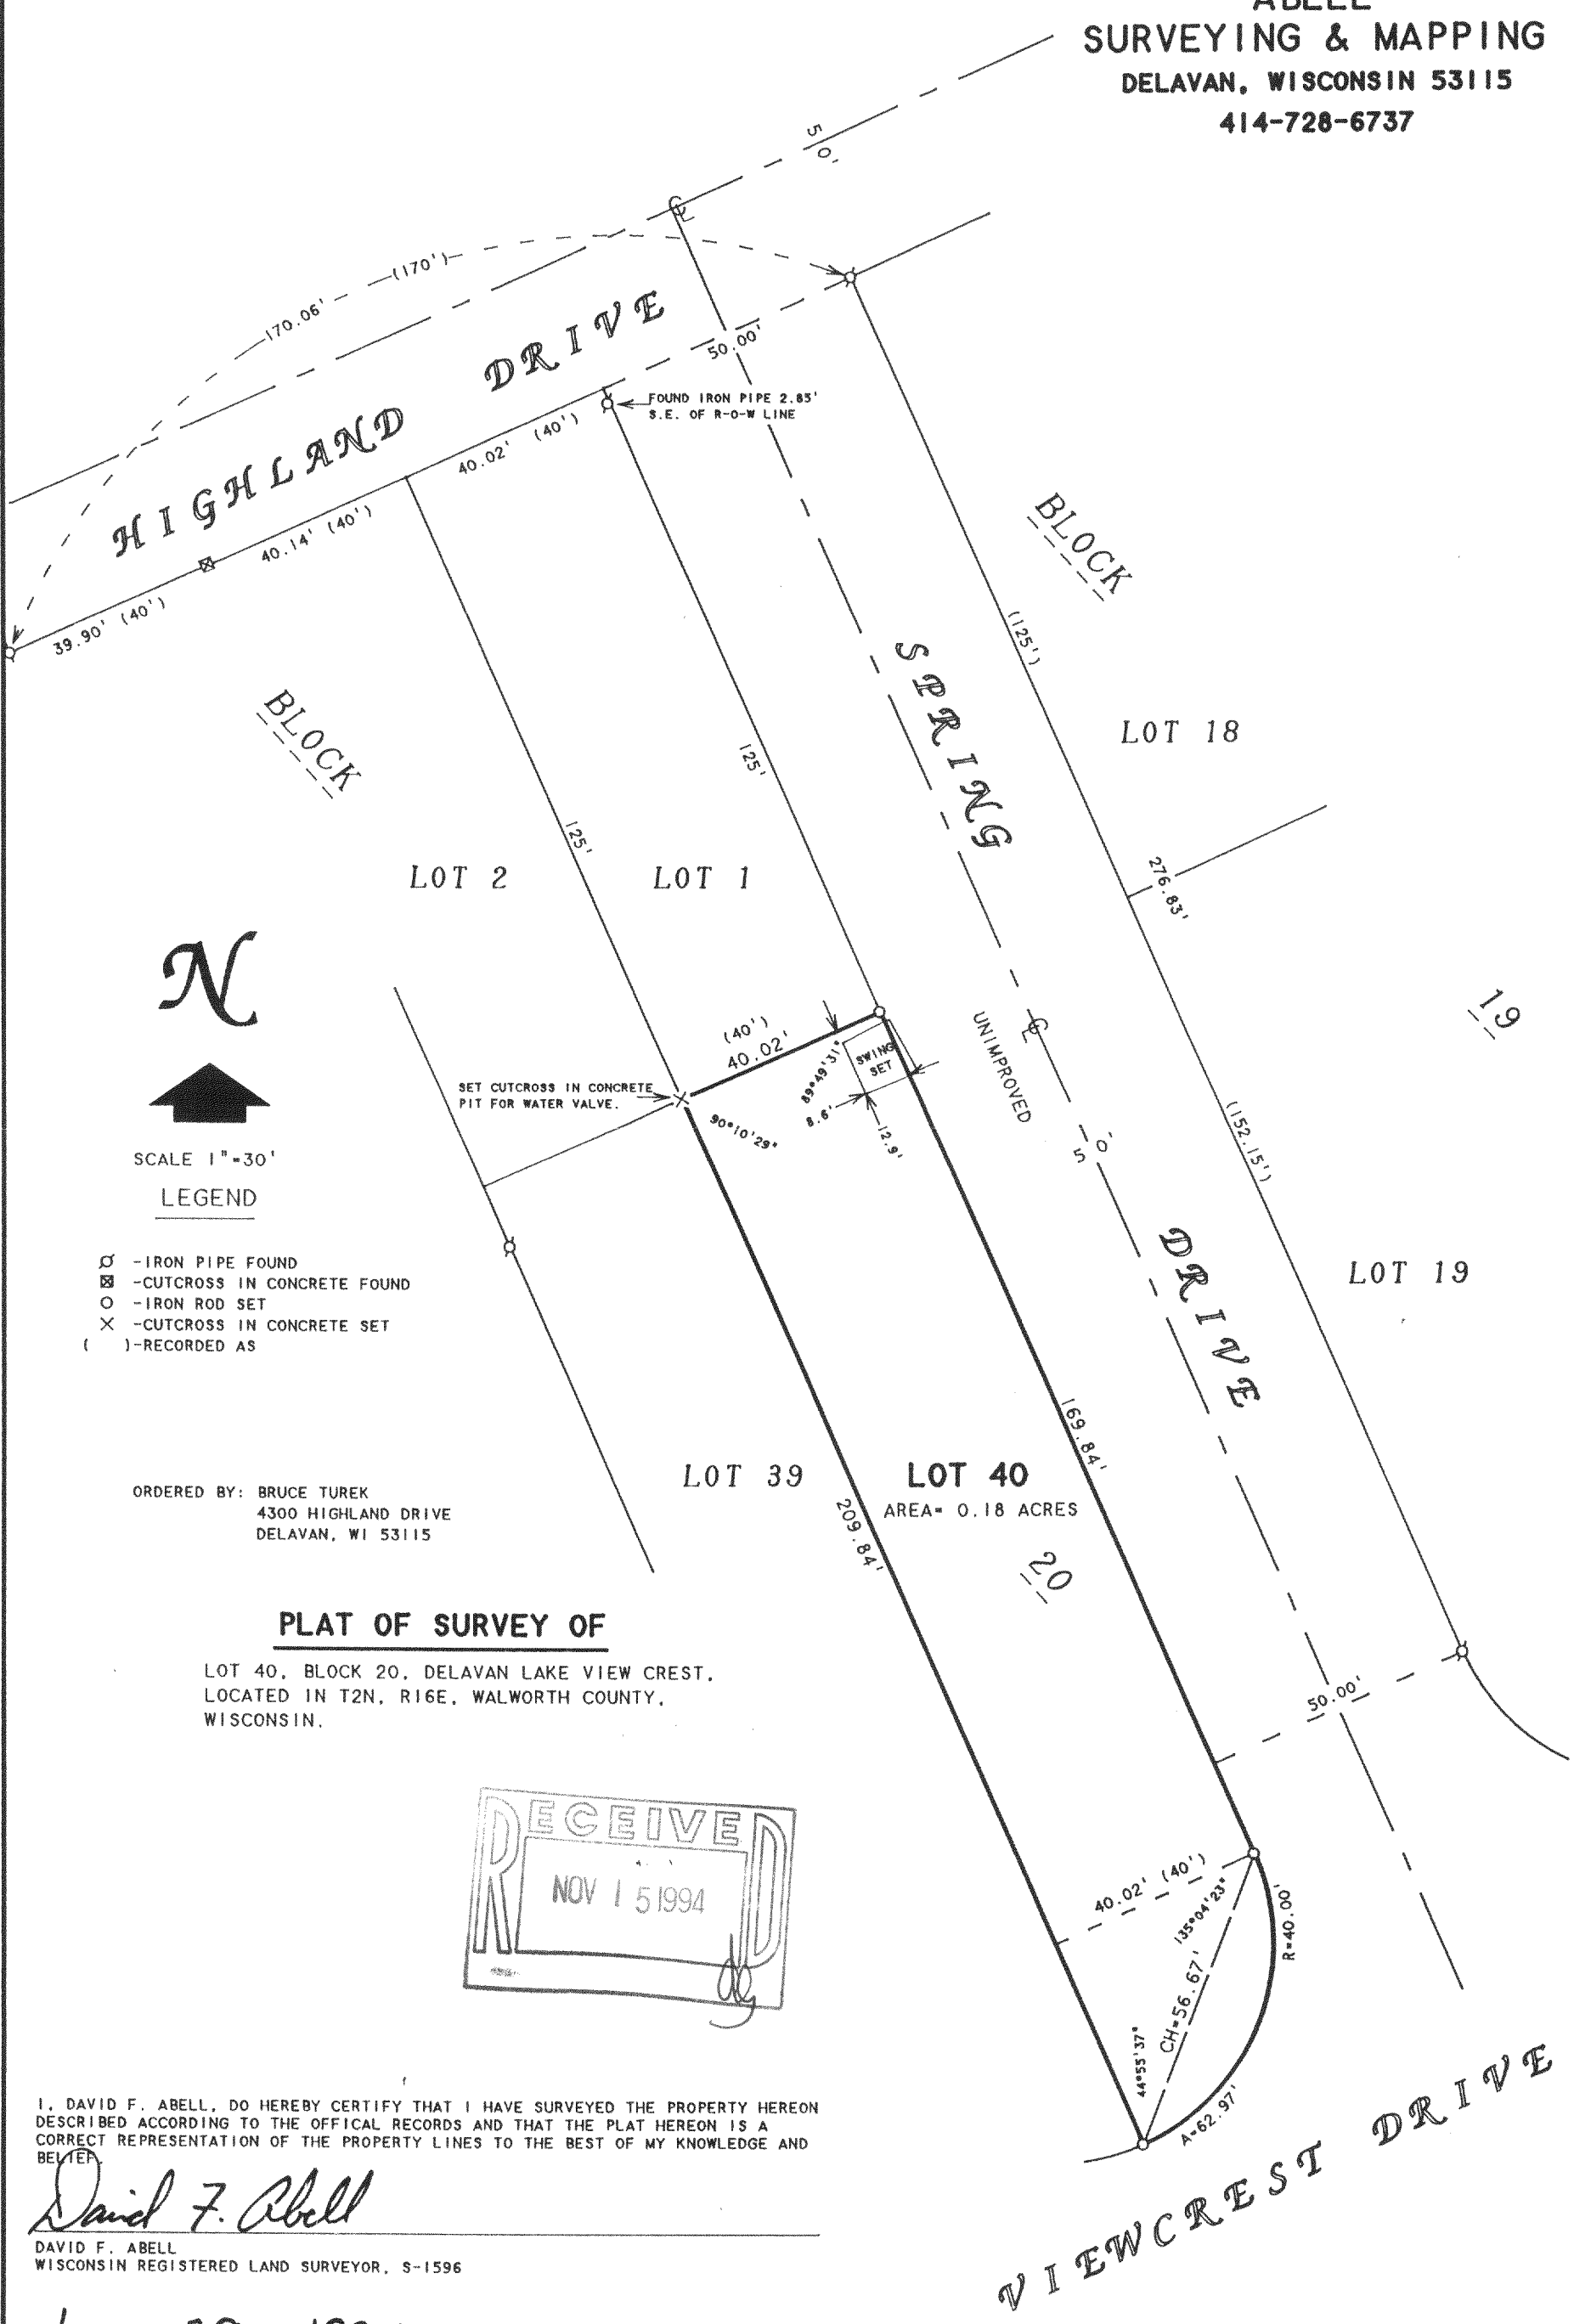 SURVEYING & MAPPING
DELAVAN, WISCONSIN 53115
414-728-6737
50'
℄
170.06' (170')
HIGHLAND DRIVE
50.00'
FOUND IRON PIPE 2.85'
S.E. OF R-O-W LINE
40.02' (40')
40.14' (40')
39.90' (40')
BLOCK
BLOCK
(125')
SPRING
LOT 18
125'
125'
276.83'
LOT 2
LOT 1
N
19
(40')
40.02'
SWING
SET
89°49'31"
UNIMPROVED
℄
SET CUTCROSS IN CONCRETE
PIT FOR WATER VALVE.
90°10'29"
8.6'
12.9'
50'
(152.15')
SCALE 1"=30'
LEGEND
-IRON PIPE FOUND
-CUTCROSS IN CONCRETE FOUND
-IRON ROD SET
-CUTCROSS IN CONCRETE SET
( )-RECORDED AS
DRIVE
LOT 19
169.84'
LOT 39
LOT 40
AREA= 0.18 ACRES
209.84'
20
ORDERED BY: BRUCE TUREK
4300 HIGHLAND DRIVE
DELAVAN, WI 53115
PLAT OF SURVEY OF
LOT 40, BLOCK 20, DELAVAN LAKE VIEW CREST,
LOCATED IN T2N, R16E, WALWORTH COUNTY,
WISCONSIN.
50.00'
RECEIVED
NOV 15 1994
40.02' (40')
135°04'23"
R=40.00'
CH=56.67'
44°55'37"
A=62.97'
VIEWCREST DRIVE
I, DAVID F. ABELL, DO HEREBY CERTIFY THAT I HAVE SURVEYED THE PROPERTY HEREON
DESCRIBED ACCORDING TO THE OFFICAL RECORDS AND THAT THE PLAT HEREON IS A
CORRECT REPRESENTATION OF THE PROPERTY LINES TO THE BEST OF MY KNOWLEDGE AND
BELIEF.
David F. Abell
DAVID F. ABELL
WISCONSIN REGISTERED LAND SURVEYOR, S-1596